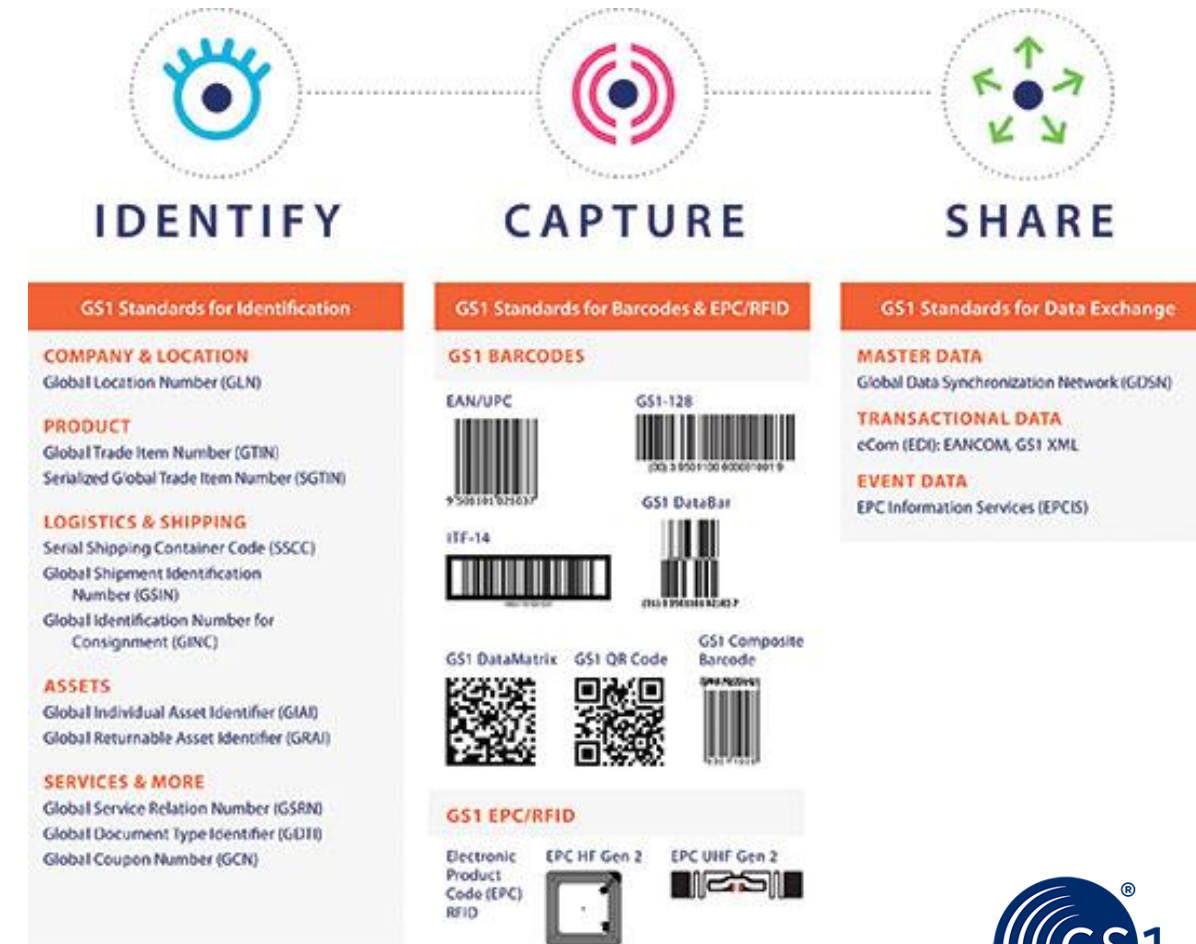 IDENTIFY
CAPTURE
SHARE
GS1 Standards for Identification
COMPANY & LOCATION
Global Location Number (GLN)
PRODUCT
Global Trade Item Number (GTIN)
Serialized Global Trade Item Number (SGTIN)
LOGISTICS & SHIPPING
Serial Shipping Container Code (SSCC)
Global Shipment Identification
Number (GSIN)
Global Identification Number for
Consignment (GINC)
ASSETS
Global Individual Asset Identifier (GIAI)
Global Returnable Asset Identifier (GRAI)
SERVICES & MORE
Global Service Relation Number (GSRN)
Global Document Type Identifier (GDTI)
Global Coupon Number (GCN)
GS1 Standards for Barcodes & EPC/RFID
GS1 BARCODES
EAN/UPC
GS1-128
GS1 DataBar
ITF-14
GS1 DataMatrix
GS1 QR Code
GS1 Composite
Barcode
GS1 EPC/RFID
Electronic
Product
Code (EPC)
RFID
EPC HF Gen 2
EPC UHF Gen 2
GS1 Standards for Data Exchange
MASTER DATA
Global Data Synchronization Network (GDSN)
TRANSACTIONAL DATA
eCom (EDI): EANCOM, GS1 XML
EVENT DATA
EPC Information Services (EPCIS)
GS1
®